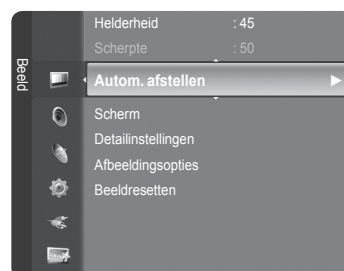 Beeld
Helderheid : 45
Scherpte : 50
Autom. afstellen
Scherm
Detailinstellingen
Afbeeldingsopties
Beeldresetten